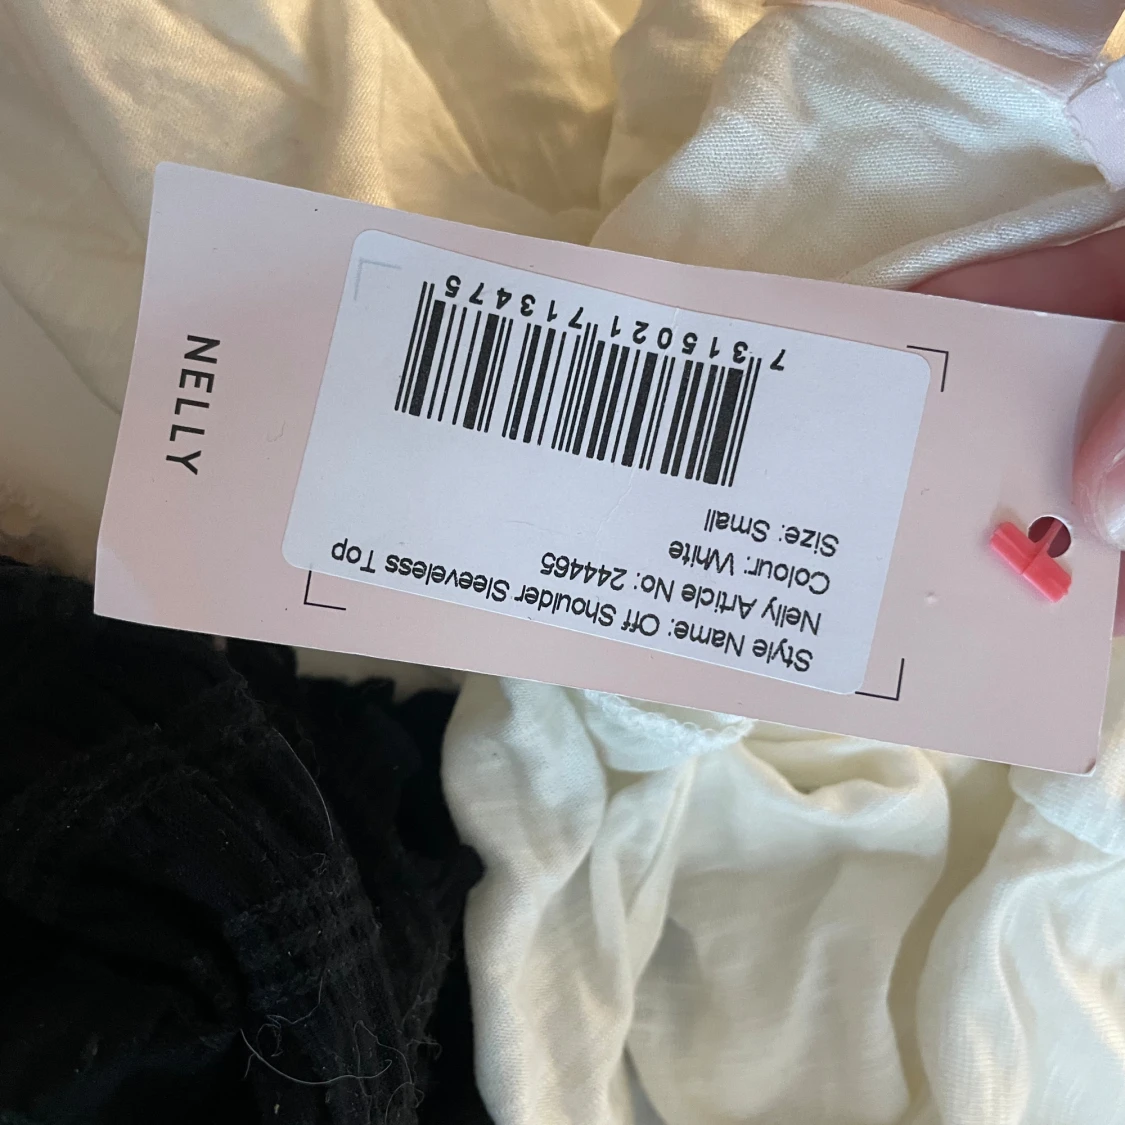 NELLY
Style Name: Off Shoulder Sleeveless Top
Nelly Article No: 244465
Colour: White
Size: Small
7 315021 713475